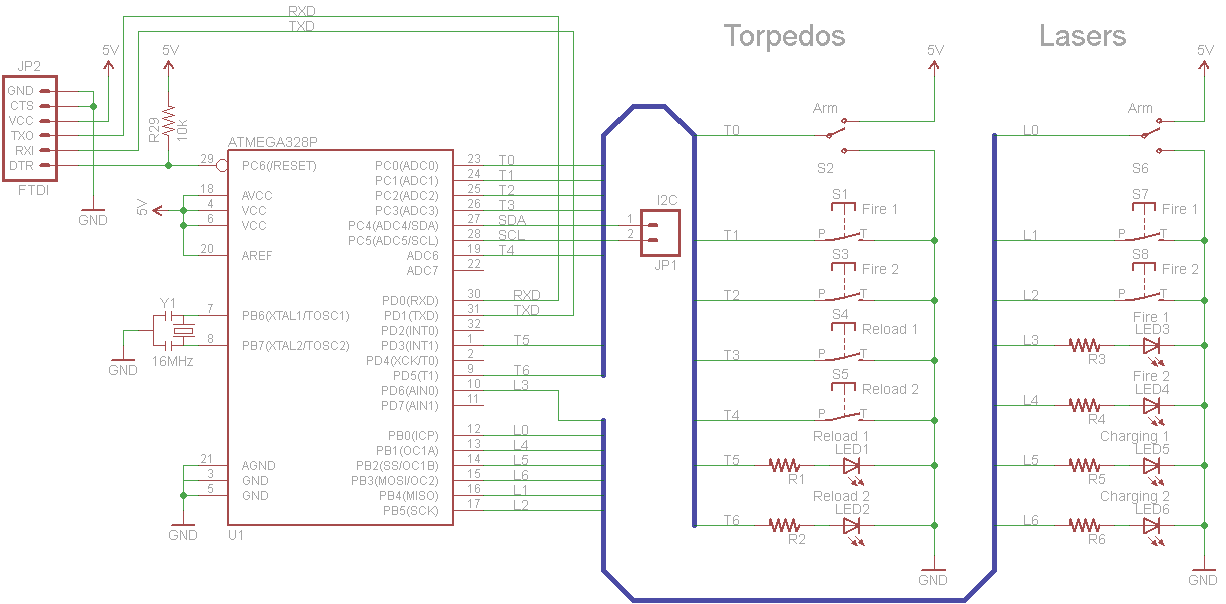 RXD
TXD
Torpedos
Lasers
JP2
5V
5V
5V
5V
GND
CTS
VCC
TXO
RXI
DTR
FTDI
R29
10K
GND
ATMEGA328P
29 PC6(/RESET)
18 AVCC
4 VCC
6 VCC
20 AREF
5V
7 PB6(XTAL1/TOSC1)
8 PB7(XTAL2/TOSC2)
Y1
16MHz
GND
21 AGND
3 GND
5 GND
GND
U1
PC0(ADC0) 23 T0
PC1(ADC1) 24 T1
PC2(ADC2) 25 T2
PC3(ADC3) 26 T3
PC4(ADC4/SDA) 27 SDA
PC5(ADC5/SCL) 28 SCL
ADC6 19 T4
ADC7 22
PD0(RXD) 30 RXD
PD1(TXD) 31 TXD
PD2(INT0) 32
PD3(INT1) 1 T5
PD4(XCK/T0) 2
PD5(T1) 9 T6
PD6(AIN0) 10 L3
PD7(AIN1) 11
PB0(ICP) 12 L0
PB1(OC1A) 13 L4
PB2(SS/OC1B) 14 L5
PB3(MOSI/OC2) 15 L6
PB4(MISO) 16 L1
PB5(SCK) 17 L2
I2C
1
2
JP1
T0
Arm
S2
S1
Fire 1
T1 P T
S3
Fire 2
T2 P T
S4
Reload 1
T3 P T
S5
Reload 2
T4 P T
Reload 1
LED1
T5
R1
Reload 2
LED2
T6
R2
GND
L0
Arm
S6
S7
Fire 1
L1 P T
S8
Fire 2
L2 P T
Fire 1
LED3
L3
R3
Fire 2
LED4
L4
R4
Charging 1
LED5
L5
R5
Charging 2
LED6
L6
R6
GND